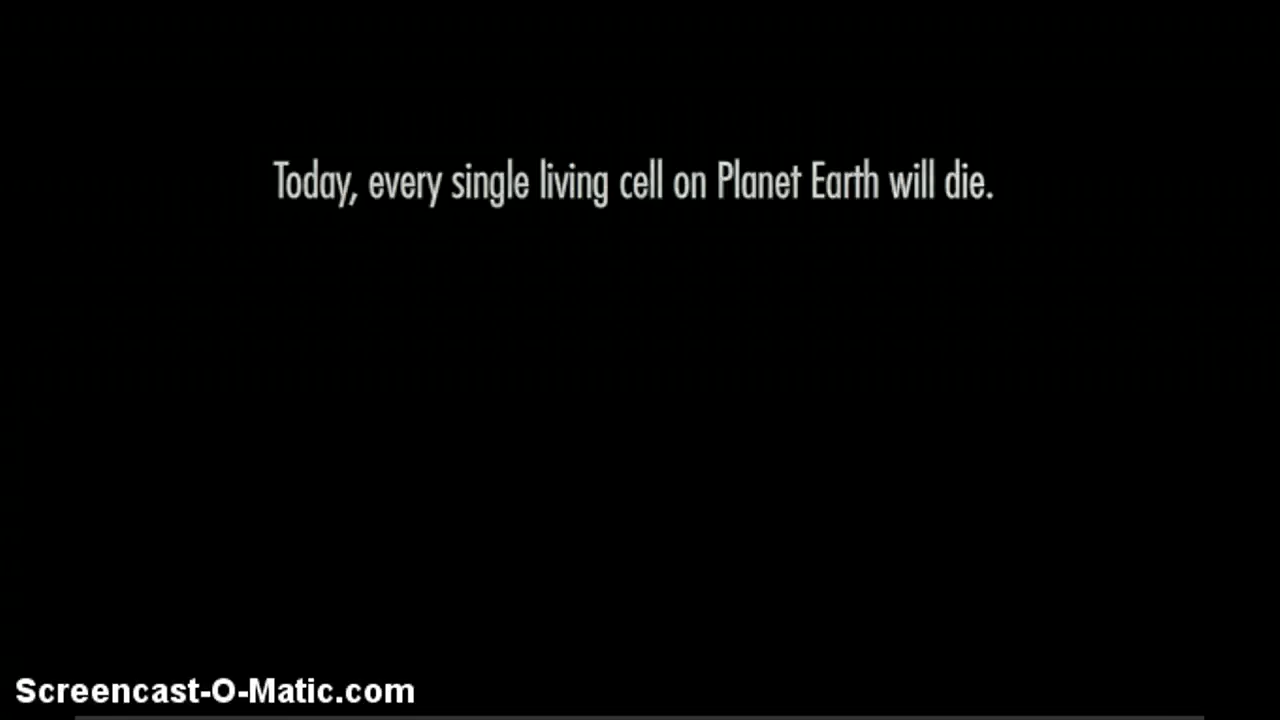 Today, every single living cell on Planet Earth will die.
Screencast-O-Matic.com